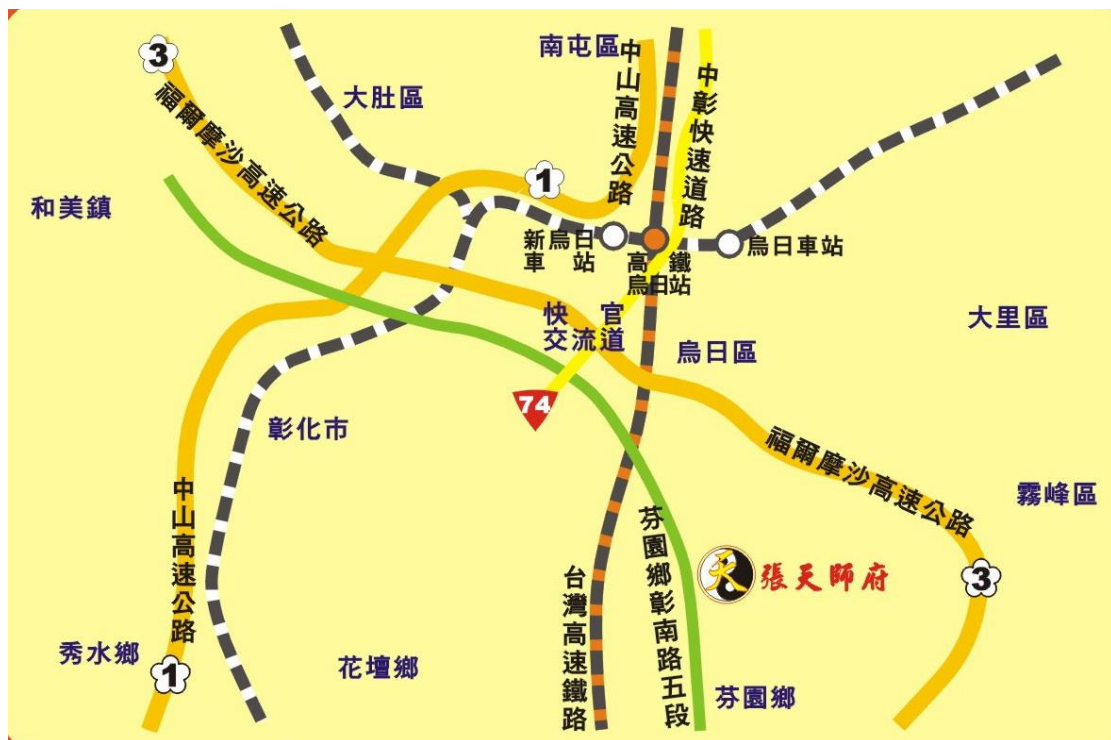 南屯區
3
大肚區
中山高速公路
中彰快速道路
福爾摩沙高速公路
1
和美鎮
新烏日
車站
高鐵
烏日站
烏日車站
快官
交流道
大里區
烏日區
74
彰化市
福爾摩沙高速公路
中山高速公路
霧峰區
芬園鄉彰南路五段
天
張天師府
3
台灣高速鐵路
秀水鄉
1
花壇鄉
芬園鄉